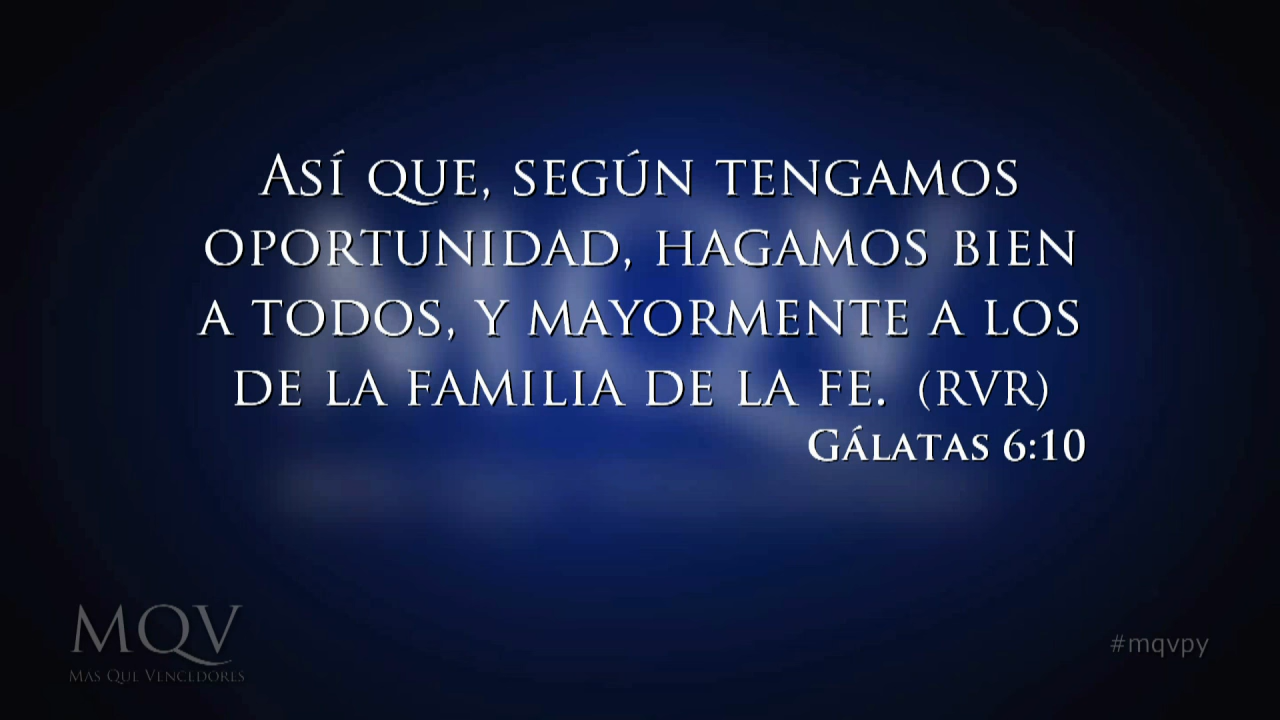 Así que, según tengamos
oportunidad, hagamos bien
a todos, y mayormente a los
de la familia de la fe. (RVR)
Gálatas 6:10
MQV
Mas Que Vencedores
#mqvpy